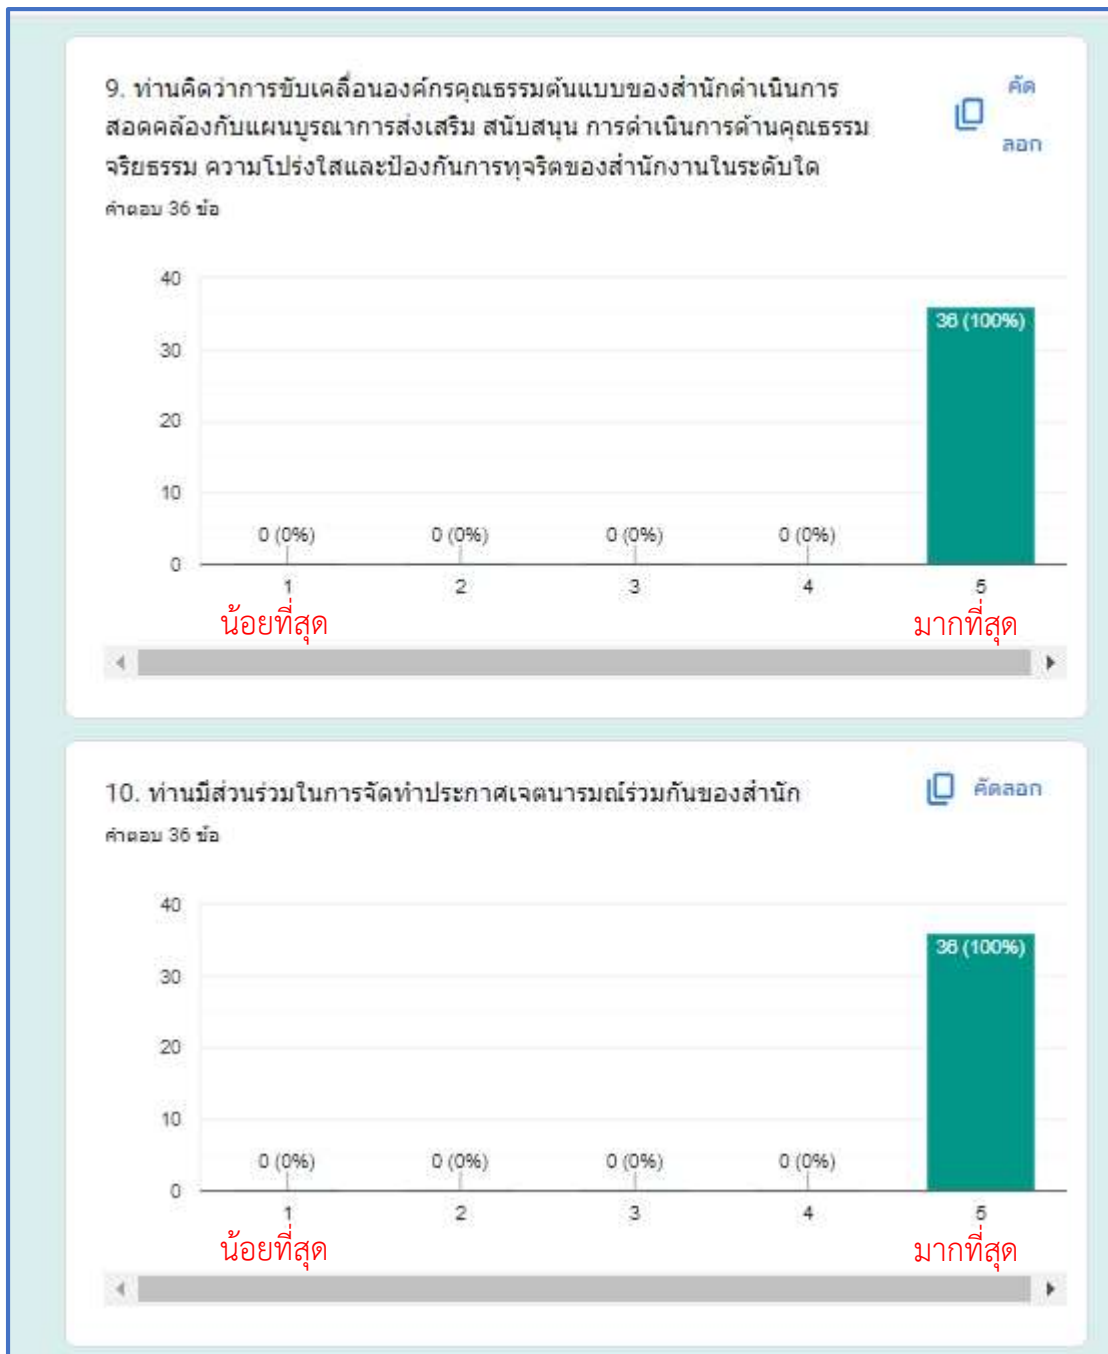 9. ท่านคิดว่าการขับเคลื่อนองค์กรคุณธรรมต้นแบบของสำนักดำเนินการ
สอดคล้องกับแผนบูรณาการส่งเสริม สนับสนุน การดำเนินการด้านคุณธรรม
จริยธรรม ความโปร่งใสและป้องกันการทุจริตของสำนักงานในระดับใด
คัด
ลอก
คำตอบ 36 ข้อ
40
30
20
10
0
0 (0%) 0 (0%) 0 (0%) 0 (0%) 36 (100%)
1 2 3 4 5
น้อยที่สุด มากที่สุด
10. ท่านมีส่วนร่วมในการจัดทำประกาศเจตนารมณ์ร่วมกันของสำนัก
คัดลอก
คำตอบ 36 ข้อ
40
30
20
10
0
0 (0%) 0 (0%) 0 (0%) 0 (0%) 36 (100%)
1 2 3 4 5
น้อยที่สุด มากที่สุด